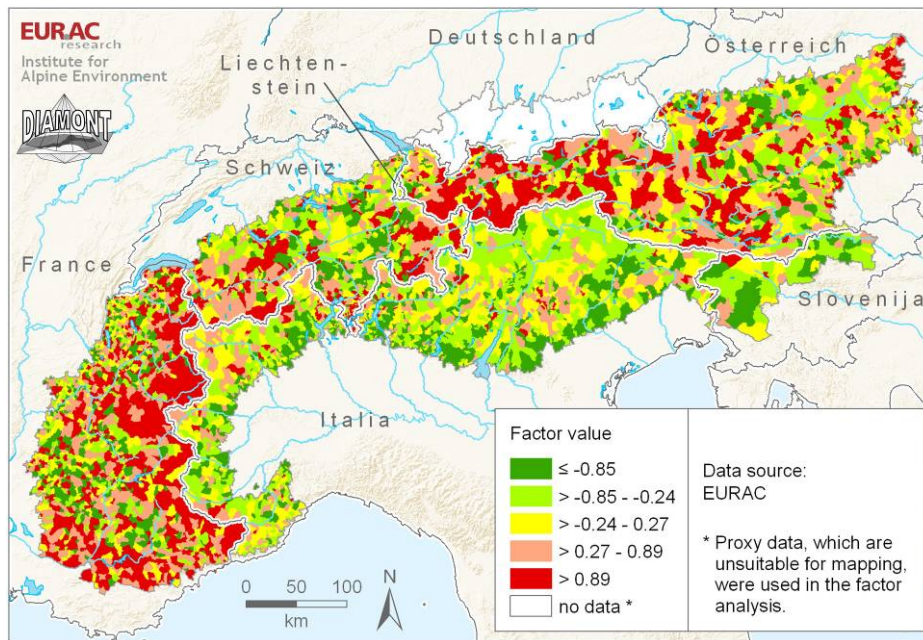 EURAC
research
Institute for
Alpine Environment
DIAMONT
Deutschland
Österreich
Liechten-
stein
Schweiz
France
Slovenija
Italia
0 50 100
km
N
Factor value
≤ -0.85
> -0.85 - -0.24
> -0.24 - 0.27
> 0.27 - 0.89
> 0.89
no data *
Data source:
EURAC
* Proxy data, which are
unsuitable for mapping,
were used in the factor
analysis.